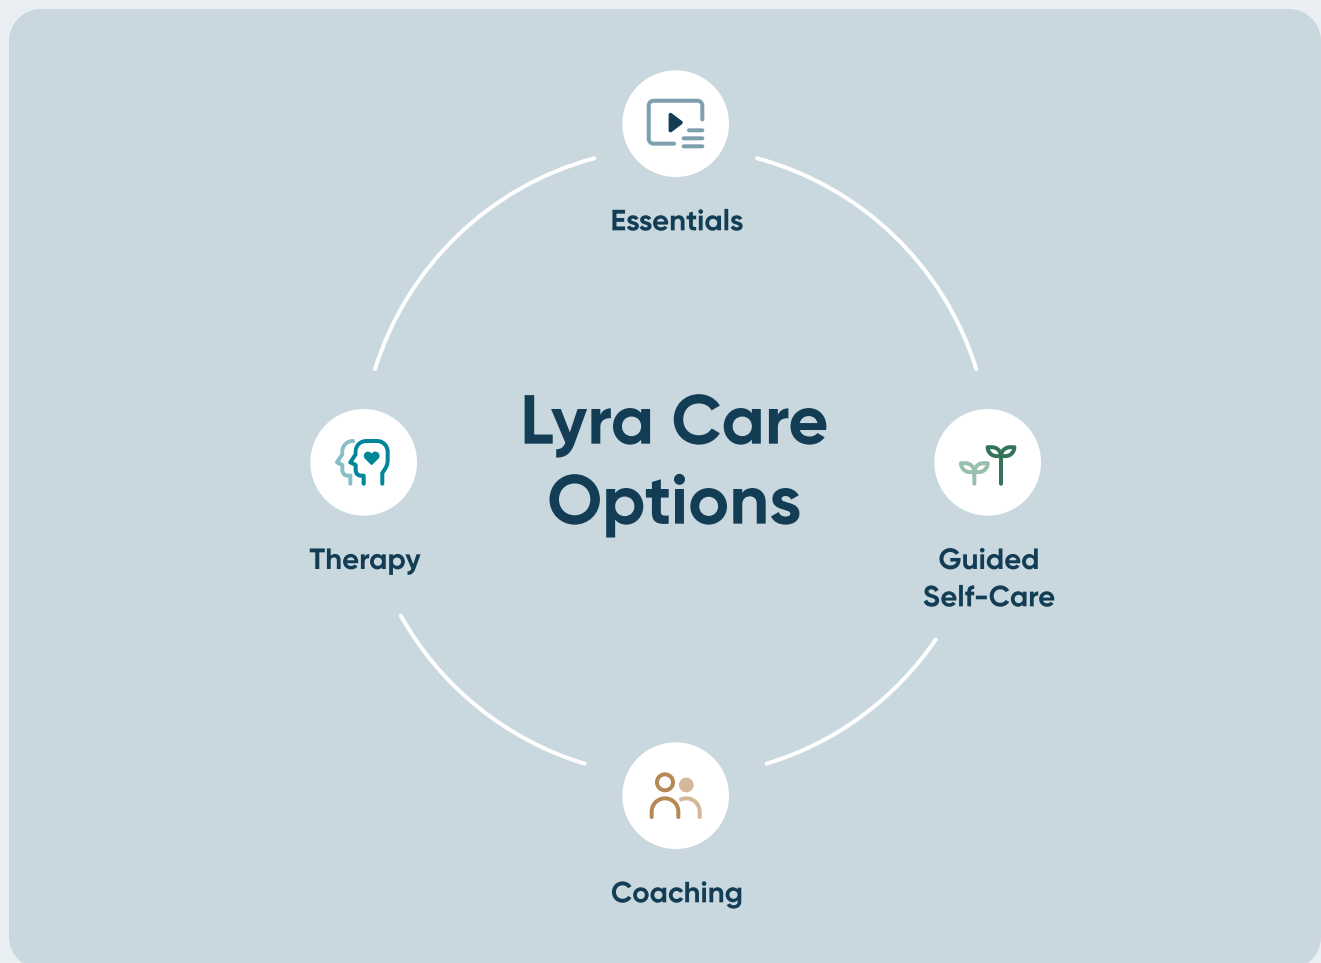 Essentials
Lyra Care
Options
Therapy
Guided
Self-Care
Coaching